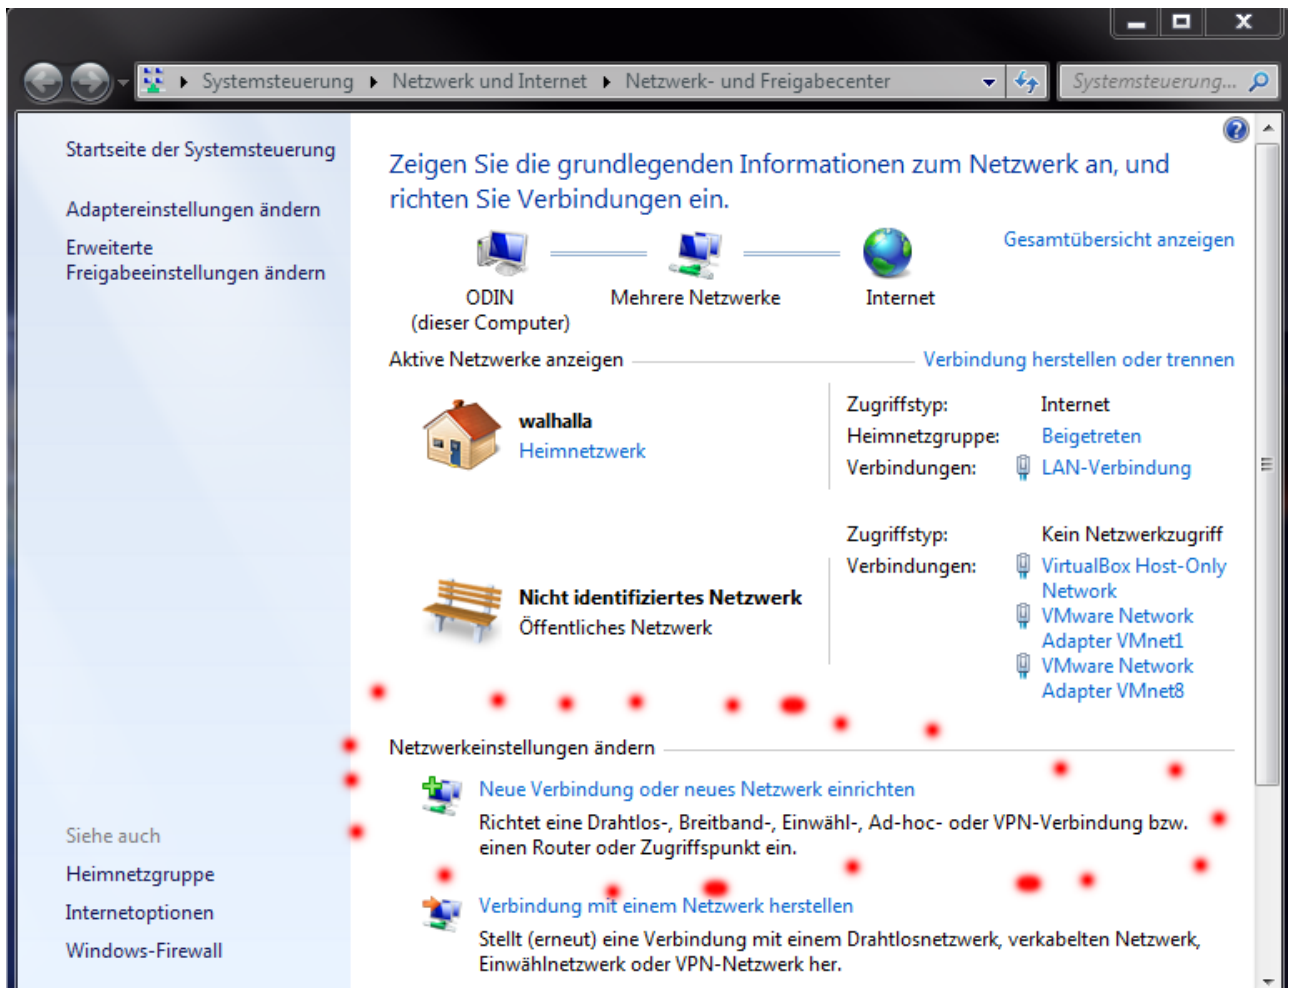 Systemsteuerung Netzwerk und Internet Netzwerk- und Freigabecenter
Systemsteuerung...
Startseite der Systemsteuerung
Adaptereinstellungen ändern
Erweiterte
Freigabeeinstellungen ändern
Siehe auch
Heimnetzgruppe
Internetoptionen
Windows-Firewall
Zeigen Sie die grundlegenden Informationen zum Netzwerk an, und
richten Sie Verbindungen ein.
Gesamtübersicht anzeigen
ODIN
(dieser Computer)
Mehrere Netzwerke
Internet
Aktive Netzwerke anzeigen
Verbindung herstellen oder trennen
walhalla
Heimnetzwerk
Zugriffstyp: Internet
Heimnetzgruppe: Beigetreten
Verbindungen: LAN-Verbindung
Nicht identifiziertes Netzwerk
Öffentliches Netzwerk
Zugriffstyp: Kein Netzwerkzugriff
Verbindungen: VirtualBox Host-Only
Network
VMware Network
Adapter VMnet1
VMware Network
Adapter VMnet8
Netzwerkeinstellungen ändern
Neue Verbindung oder neues Netzwerk einrichten
Richtet eine Drahtlos-, Breitband-, Einwähl-, Ad-hoc- oder VPN-Verbindung bzw.
einen Router oder Zugriffspunkt ein.
Verbindung mit einem Netzwerk herstellen
Stellt (erneut) eine Verbindung mit einem Drahtlosnetzwerk, verkabelten Netzwerk,
Einwählnetzwerk oder VPN-Netzwerk her.